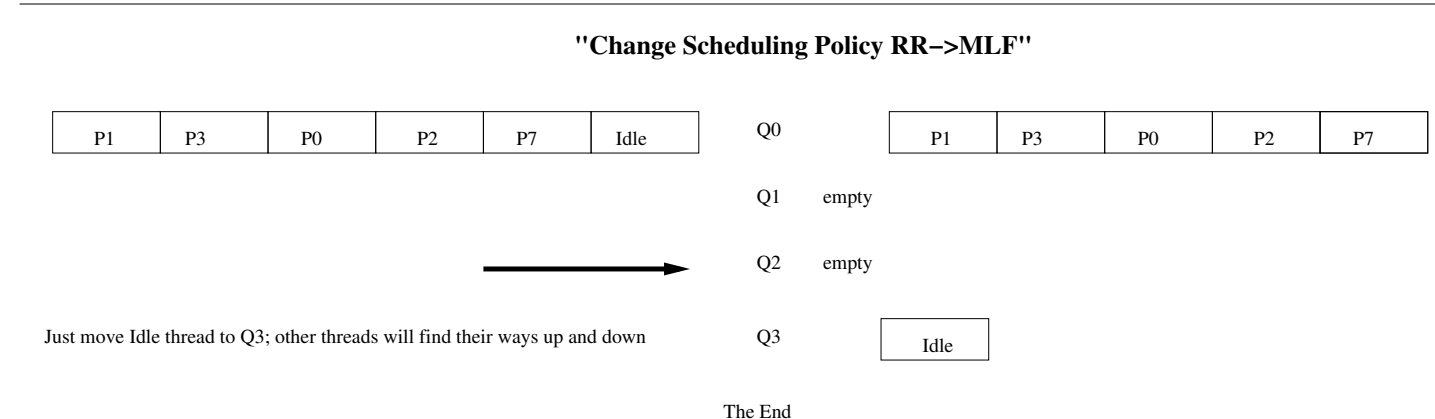 "Change Scheduling Policy RR−>MLF"
P1 P3 P0 P2 P7 Idle Q0 P1 P3 P0 P2 P7
Q1 empty
Q2 empty
Just move Idle thread to Q3; other threads will find their ways up and down Q3 Idle
The End